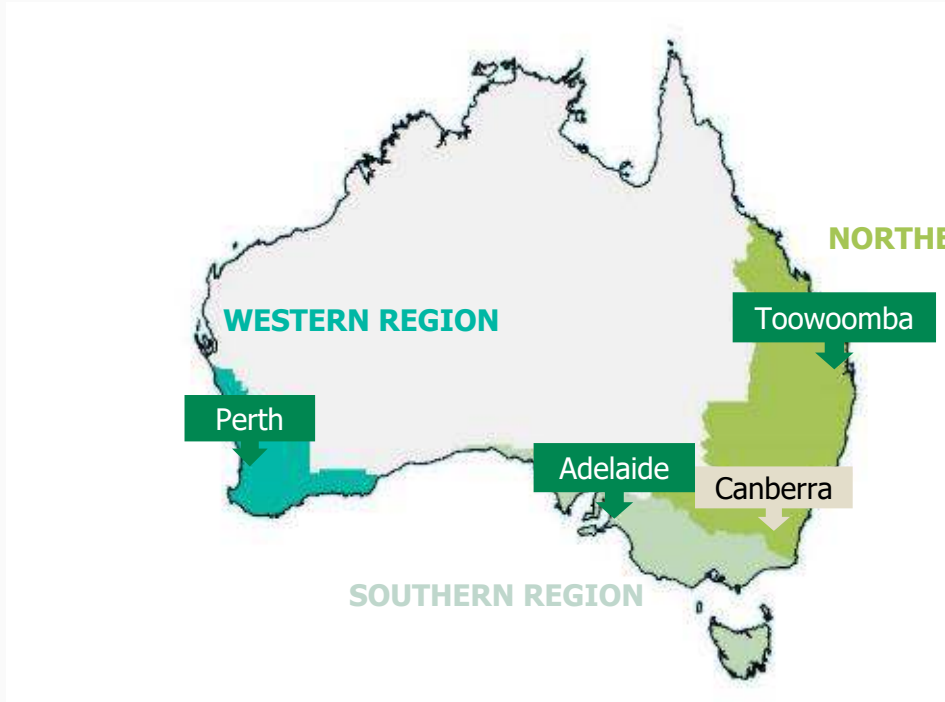 NORTHE
WESTERN REGION
Toowoomba
Perth
Adelaide
Canberra
SOUTHERN REGION